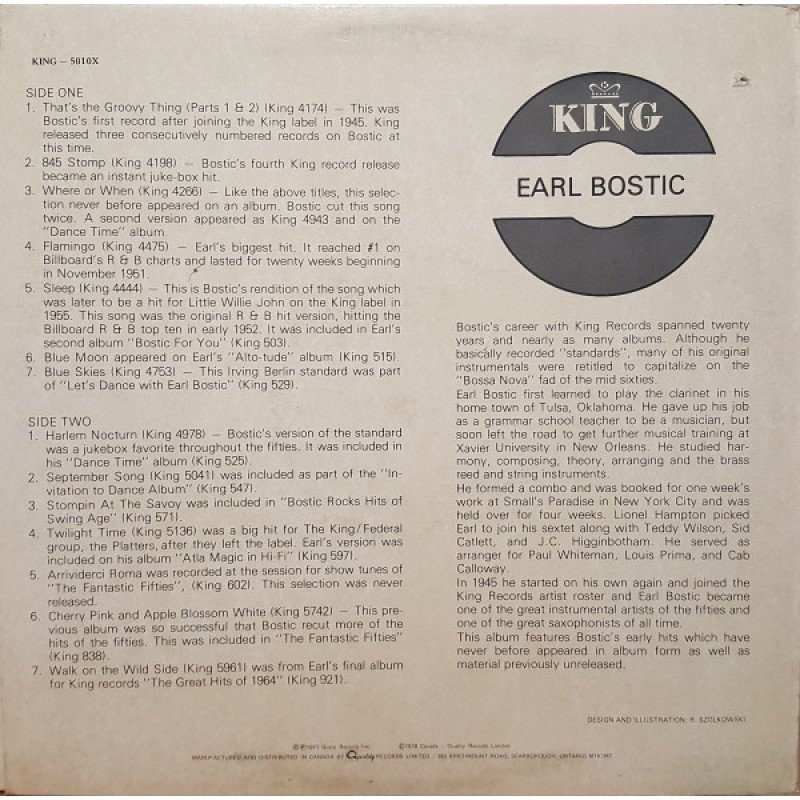 KING – 5010X
SIDE ONE
1. That's the Groovy Thing (Parts 1 & 2) (King 4174) – This was
Bostic's first record after joining the King label in 1945. King
released three consecutively numbered records on Bostic at
this time.
2. 845 Stomp (King 4198) – Bostic's fourth King record release
became an instant juke-box hit.
3. Where or When (King 4266) – Like the above titles, this selec-
tion never before appeared on an album. Bostic cut this song
twice. A second version appeared as King 4943 and on the
"Dance Time" album.
4. Flamingo (King 4475) – Earl's biggest hit. It reached #1 on
Billboard's R & B charts and lasted for twenty weeks beginning
in November 1951.
5. Sleep (King 4444) – This is Bostic's rendition of the song which
was later to be a hit for Little Willie John on the King label in
1955. This song was the original R & B hit version, hitting the
Billboard R & B top ten in early 1952. It was included in Earl's
second album "Bostic For You" (King 503).
6. Blue Moon appeared on Earl's "Alto-tude" album (King 515).
7. Blue Skies (King 4753) – This Irving Berlin standard was part
of "Let's Dance with Earl Bostic" (King 529).
SIDE TWO
1. Harlem Nocturn (King 4978) – Bostic's version of the standard
was a jukebox favorite throughout the fifties. It was included in
his "Dance Time" album (King 525).
2. September Song (King 5041) was included as part of the "In-
vitation to Dance Album" (King 547).
3. Stompin At The Savoy was included in "Bostic Rocks Hits of
Swing Age" (King 571).
4. Twilight Time (King 5136) was a big hit for The King/Federal
group, the Platters, after they left the label. Earl's version was
included on his album "Atla Magic in Hi-Fi" (King 597).
5. Arrividerci Roma was recorded at the session for show tunes of
"The Fantastic Fifties", (King 602). This selection was never
released.
6. Cherry Pink and Apple Blossom White (King 5742) – This pre-
vious album was so successful that Bostic recut more of the
hits of the fifties. This was included in "The Fantastic Fifties"
(King 838).
7. Walk on the Wild Side (King 5961) was from Earl's final album
for King records "The Great Hits of 1964" (King 921).
KING
EARL BOSTIC
Bostic's career with King Records spanned twenty
years and nearly as many albums. Although he
basically recorded "standards", many of his original
instrumentals were retitled to capitalize on the
"Bossa Nova" fad of the mid sixties.
Earl Bostic first learned to play the clarinet in his
home town of Tulsa, Oklahoma. He gave up his job
as a grammar school teacher to be a musician, but
soon left the road to get further musical training at
Xavier University in New Orleans. He studied har-
mony, composing, theory, arranging and the brass
reed and string instruments.
He formed a combo and was booked for one week's
work at Small's Paradise in New York City and was
held over for four weeks. Lionel Hampton picked
Earl to join his sextet along with Teddy Wilson, Sid
Catlett, and J.C. Higginbotham. He served as
arranger for Paul Whiteman, Louis Prima, and Cab
Calloway.
In 1945 he started on his own again and joined the
King Records artist roster and Earl Bostic became
one of the great instrumental artists of the fifties and
one of the great saxophonists of all time.
This album features Bostic's early hits which have
never before appeared in album form as well as
material previously unreleased.
DESIGN AND ILLUSTRATION: R. SZOLKOWSKI
1977 Gusto Records Inc. 1978 Canada - Quality Records Limited
MANUFACTURED AND DISTRIBUTED IN CANADA BY Quality RECORDS LIMITED / 380 BIRCHMOUNT ROAD, SCARBOROUGH, ONTARIO M1K 1M7